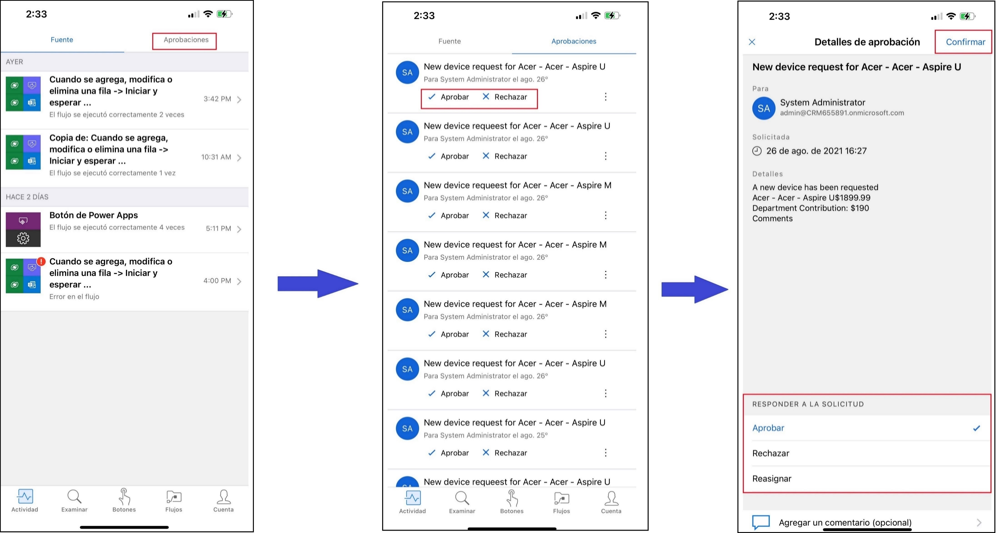 2:33
Fuente
Aprobaciones
AYER
Cuando se agrega, modifica o
elimina una fila -> Iniciar y
esperar ...
3:42 PM
El flujo se ejecutó correctamente 2 veces
Copia de: Cuando se agrega,
modifica o elimina una fila ->
Iniciar y esperar ...
10:31 AM
El flujo se ejecutó correctamente 1 vez
HACE 2 DÍAS
Botón de Power Apps
El flujo se ejecutó correctamente 4 veces
5:11 PM
Cuando se agrega, modifica o
elimina una fila -> Iniciar y
esperar ...
4:00 PM
Error en el flujo
Actividad
Examinar
Botones
Flujos
Cuenta
2:33
Fuente
Aprobaciones
SA
New device request for Acer - Acer - Aspire U
Para System Administrator el ago. 26º
Aprobar
Rechazar
SA
New device requeest for Acer - Acer - Aspire U
Para System Administrator el ago. 26º
Aprobar
Rechazar
SA
New device requeest for Acer - Acer - Aspire M
Para System Administrator el ago. 26º
Aprobar
Rechazar
SA
New device request for Acer - Acer - Aspire M
Para System Administrator el ago. 26º
Aprobar
Rechazar
SA
New device request for Acer - Acer - Aspire M
Para System Administrator el ago. 26º
Aprobar
Rechazar
SA
New device request for Acer - Acer - Aspire U
Para System Administrator el ago. 26º
Aprobar
Rechazar
SA
New device request for Acer - Acer - Aspire U
Para System Administrator el ago. 25º
Aprobar
Rechazar
SA
New device requeest for Acer - Acer - Aspire U
Actividad
Examinar
Botones
Flujos
Cuenta
2:33
Detalles de aprobación
Confirmar
New device request for Acer - Acer - Aspire U
Para
SA
System Administrator
admin@CRM655891.onmicrosoft.com
Solicitada
26 de ago. de 2021 16:27
Detalles
A new device has been requested
Acer - Acer - Aspire U$1899.99
Department Contribution: $190
Comments
RESPONDER A LA SOLICITUD
Aprobar
Rechazar
Reasignar
Agregar un comentario (opcional)